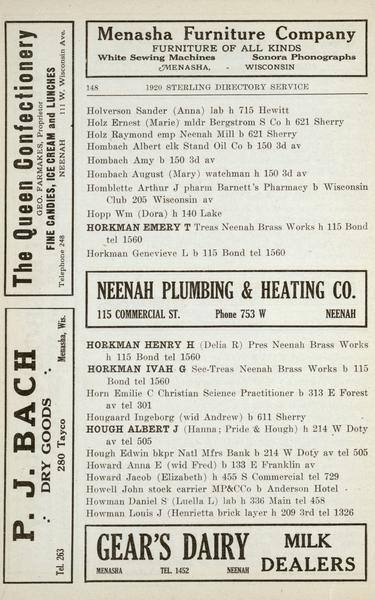 Menasha Furniture Company
FURNITURE OF ALL KINDS
White Sewing Machines Sonora Phonographs
MENASHA, - WISCONSIN
148 1920 STERLING DIRECTORY SERVICE
Holverson Sander (Anna) lab h 715 Hewitt
Holz Ernest (Marie) mldr Bergstrom S Co h 621 Sherry
Holz Raymond emp Neenah Mill b 621 Sherry
Hombach Albert elk Stand Oil Co b 150 3d av
Hombach Amy b 150 3d av
Hombach August (Mary) watchman h 150 3d av
Homblette Arthur J pharm Barnett's Pharmacy b Wisconsin
Club 205 Wisconsin av
Hopp Wm (Dora) h 140 Lake
HORKMAN EMERY T Treas Neenah Brass Works h 115 Bond
tel 1560
Horkman Genevieve L b 115 Bond tel 1560
NEENAH PLUMBING & HEATING CO.
115 COMMERCIAL ST. Phone 753 W NEENAH
HORKMAN HENRY H (Delia R) Pres Neenah Brass Works
h 115 Bond tel 1560
HORKMAN IVAH G Sec-Treas Neenah Brass Works b 115
Bond tel 1560
Horn Emilie C Christian Science Practitioner b 313 E Forest
av tel 301
Hougaard Ingeborg (wid Andrew) b 611 Sherry
HOUGH ALBERT J (Hanna; Pride & Hough) h 214 W Doty
av tel 505
Hough Edwin bkpr Natl Mfrs Bank b 214 W Doty av tel 505
Howard Anna E (wid Fred) b 133 E Franklin av
Howard Jacob (Elizabeth) h 455 S Commercial tel 729
Howell John stock carrier MP&CCo b Anderson Hotel
Howman Daniel S (Luella L) lab h 336 Main tel 458
Howman Louis J (Henrietta brick layer h 209 3rd tel 1326
GEAR'S DAIRY MILK
DEALERS
MENASHA TEL. 1452 NEENAH
The Queen Confectionery
GEO. FARMAKES, Proprietor
FINE CANDIES, ICE CREAM and LUNCHES
Telephone 248 NEENAH 111 W. Wisconsin Ave.
P. J. BACH
DRY GOODS
Tel. 263 280 Tayco Menasha, Wis.